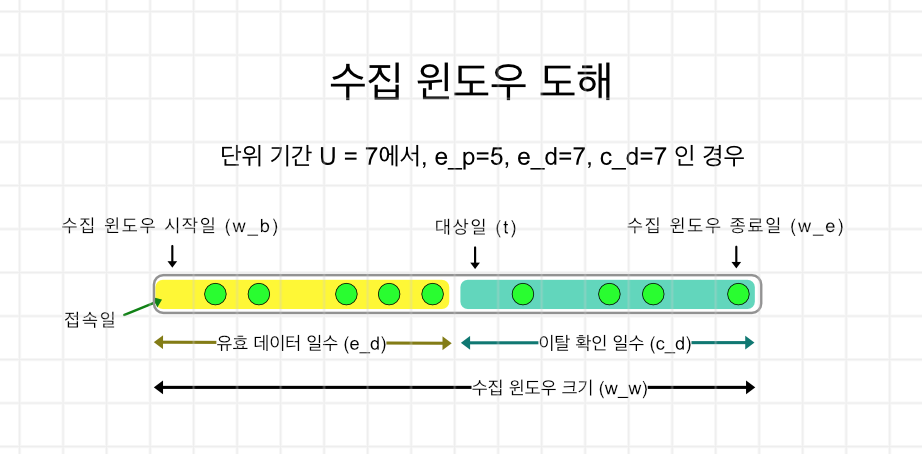 수집 윈도우 도해
단위 기간 U = 7에서, e_p=5, e_d=7, c_d=7 인 경우
수집 윈도우 시작일 (w_b)
대상일 (t)
수집 윈도우 종료일 (w_e)
접속일
유효 데이터 일수 (e_d)
이탈 확인 일수 (c_d)
수집 윈도우 크기 (w_w)